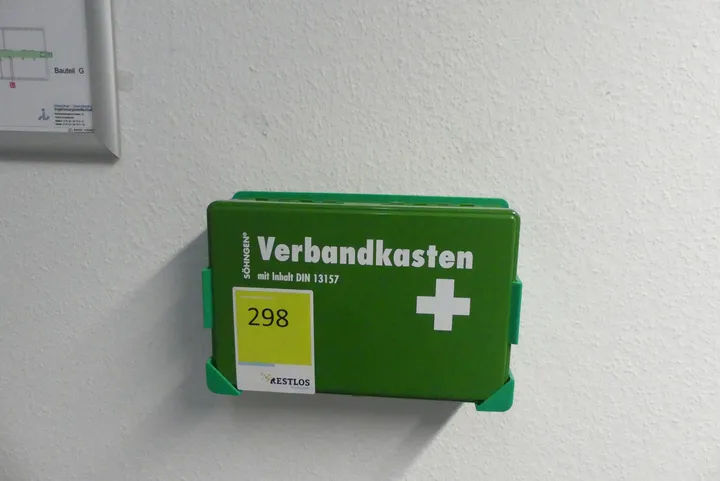 Bauteil G
SÖHNGEN®
Verbandkasten
mit Inhalt DIN 13157
298
RESTLOS